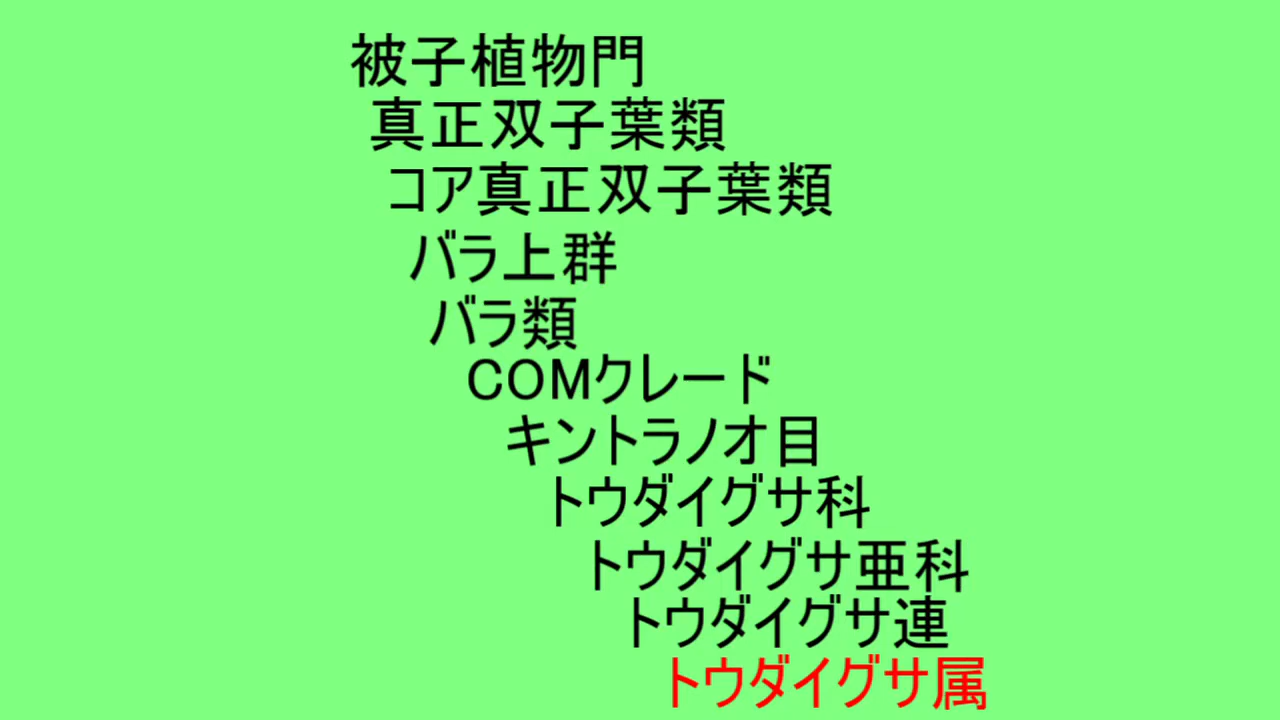 被子植物門
真正双子葉類
コア真正双子葉類
バラ上群
バラ類
COMクレード
キントラノオ目
トウダイグサ科
トウダイグサ亜科
トウダイグサ連
トウダイグサ属